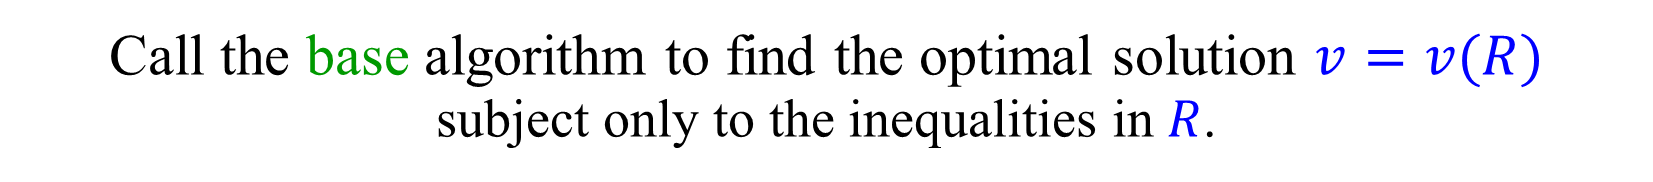 Call the base algorithm to find the optimal solution v = v(R)
subject only to the inequalities in R.